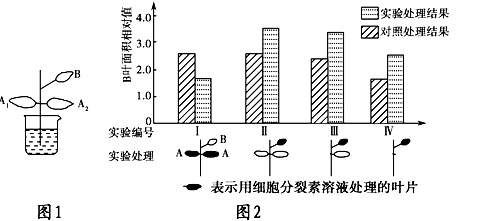 B
A₁
A₂
图1
B叶面积相对值
4.0
3.0
2.0
1.0
0
实验处理结果
对照处理结果
实验编号
Ⅰ Ⅱ Ⅲ Ⅳ
实验处理
B
A A
表示用细胞分裂素溶液处理的叶片
图2